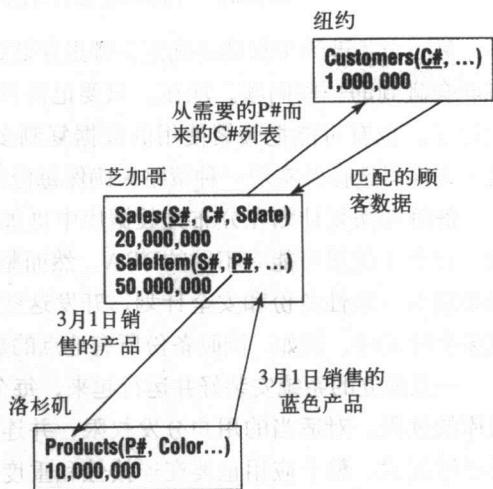 纽约
Customers(C#, ...)
1,000,000
从需要的P#而
来的C#列表
芝加哥
匹配的顾
客数据
Sales(S#, C#, Sdate)
20,000,000
SaleItem(S#, P#, ...)
50,000,000
3月1日销
售的产品
3月1日销售的
蓝色产品
洛杉矶
Products(P#, Color...)
10,000,000